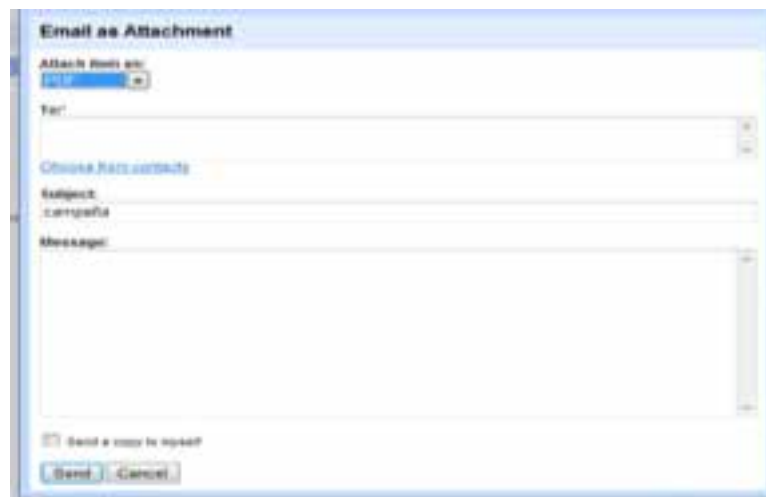 Email as Attachment
Attach item as:
PDF
To:*
Choose from contacts
Subject:
campaña
Message:
Send a copy to myself
Send Cancel